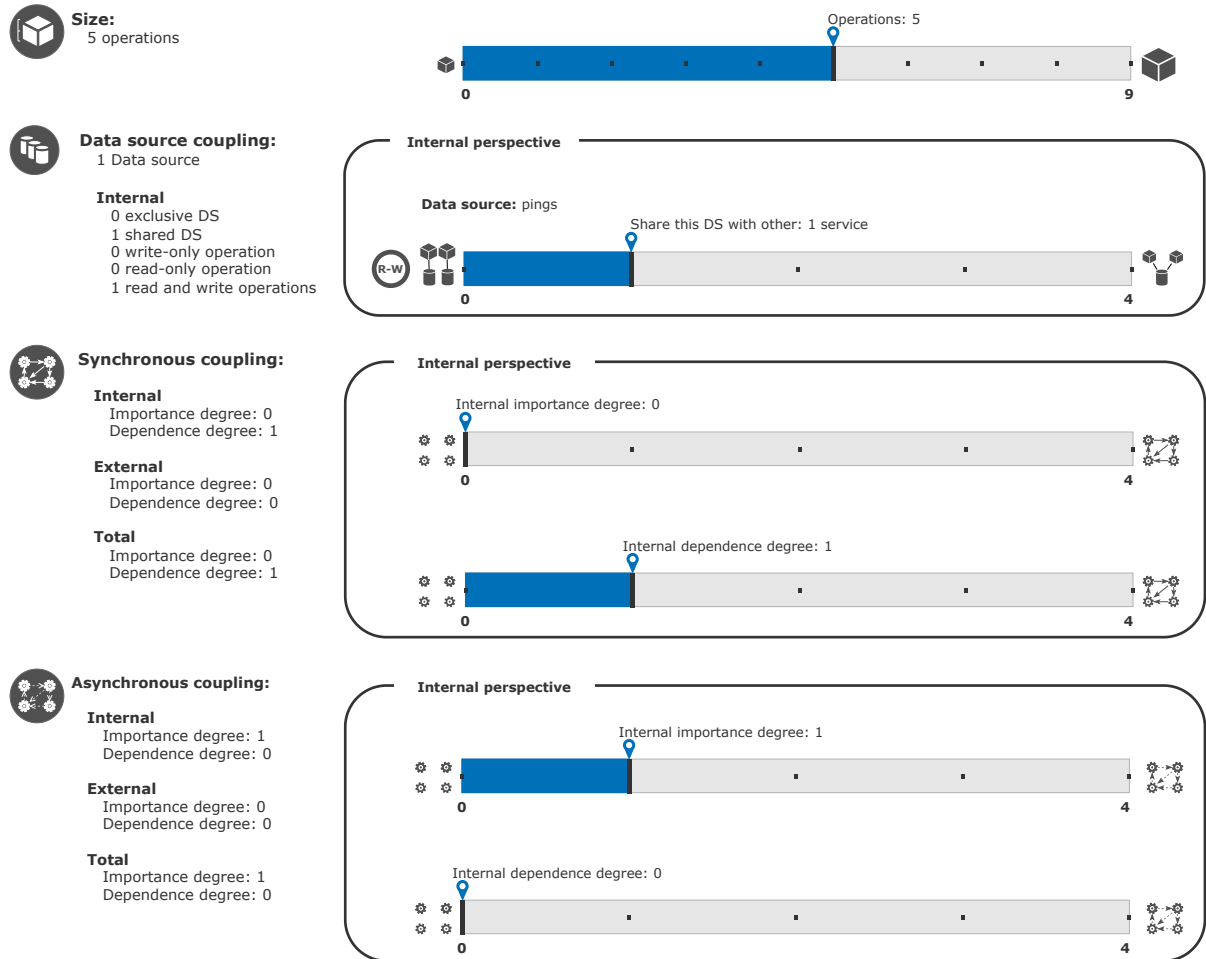 Size:
5 operations
Operations: 5
0
9
Data source coupling:
1 Data source
Internal
0 exclusive DS
1 shared DS
0 write-only operation
0 read-only operation
1 read and write operations
Internal perspective
Data source: pings
Share this DS with other: 1 service
R-W
0
4
Synchronous coupling:
Internal
Importance degree: 0
Dependence degree: 1
External
Importance degree: 0
Dependence degree: 0
Total
Importance degree: 0
Dependence degree: 1
Internal perspective
Internal importance degree: 0
0
4
Internal dependence degree: 1
0
4
Asynchronous coupling:
Internal
Importance degree: 1
Dependence degree: 0
External
Importance degree: 0
Dependence degree: 0
Total
Importance degree: 1
Dependence degree: 0
Internal perspective
Internal importance degree: 1
0
4
Internal dependence degree: 0
0
4